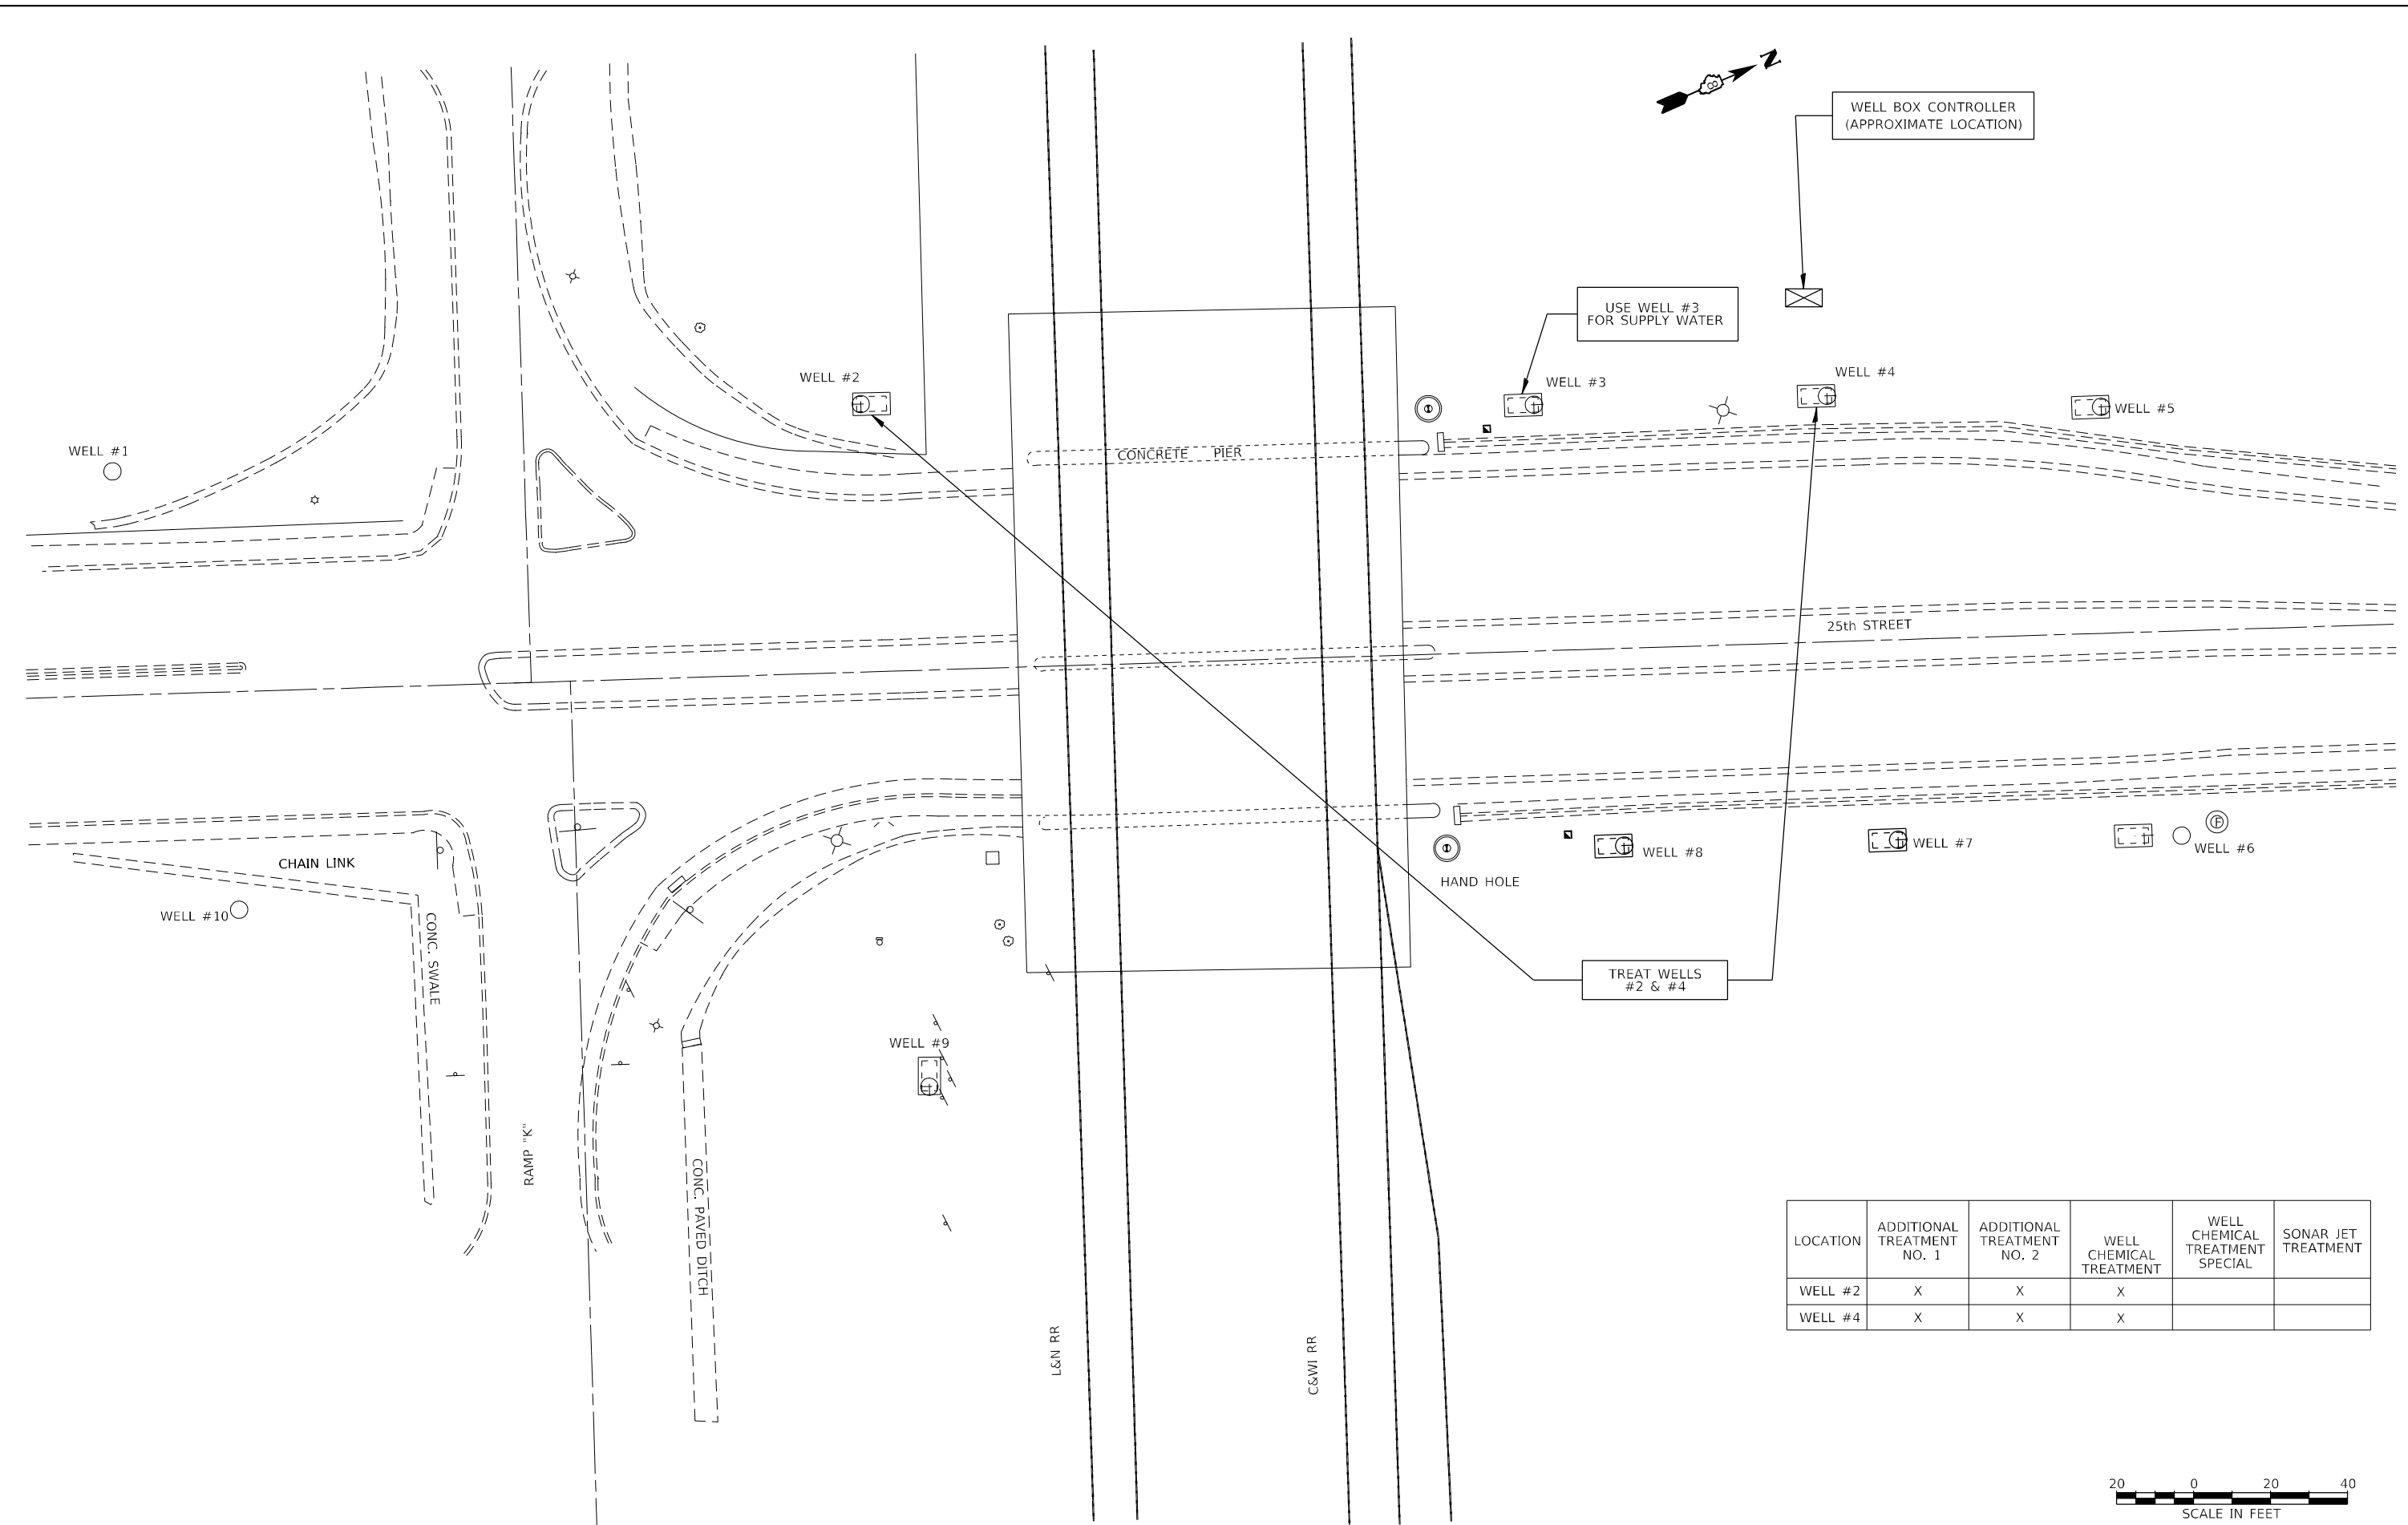 N
WELL BOX CONTROLLER
(APPROXIMATE LOCATION)
USE WELL #3
FOR SUPPLY WATER
WELL #2
WELL #3
WELL #4
WELL #5
WELL #1
CONCRETE PIER
25th STREET
CHAIN LINK
WELL #10
CONC. SWALE
HAND HOLE
WELL #8
WELL #7
F
WELL #6
TREAT WELLS
#2 & #4
WELL #9
RAMP "K"
CONC. PAVED DITCH
L&N RR
C&WI RR
LOCATION
ADDITIONAL
TREATMENT
NO. 1
ADDITIONAL
TREATMENT
NO. 2
WELL
CHEMICAL
TREATMENT
WELL
CHEMICAL
TREATMENT
SPECIAL
SONAR JET
TREATMENT
WELL #2 X X X
WELL #4 X X X
20 0 20 40
SCALE IN FEET